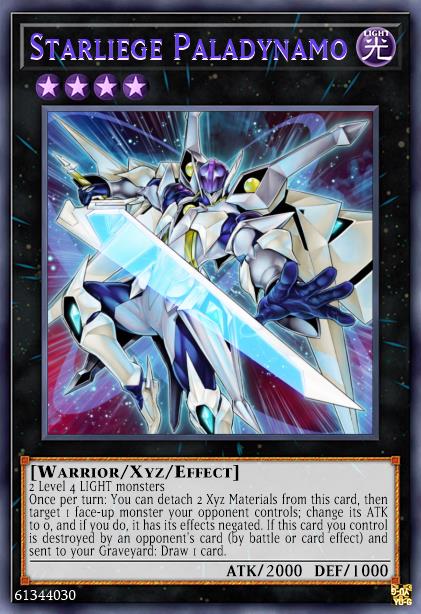 Starliege Paladynamo
LIGHT
光
[Warrior/Xyz/Effect]
2 Level 4 LIGHT monsters
Once per turn: You can detach 2 Xyz Materials from this card, then
target 1 face-up monster your opponent controls; change its ATK
to 0, and if you do, it has its effects negated. If this card you control
is destroyed by an opponent's card (by battle or card effect) and
sent to your Graveyard: Draw 1 card.
ATK/2000 DEF/1000
61344030